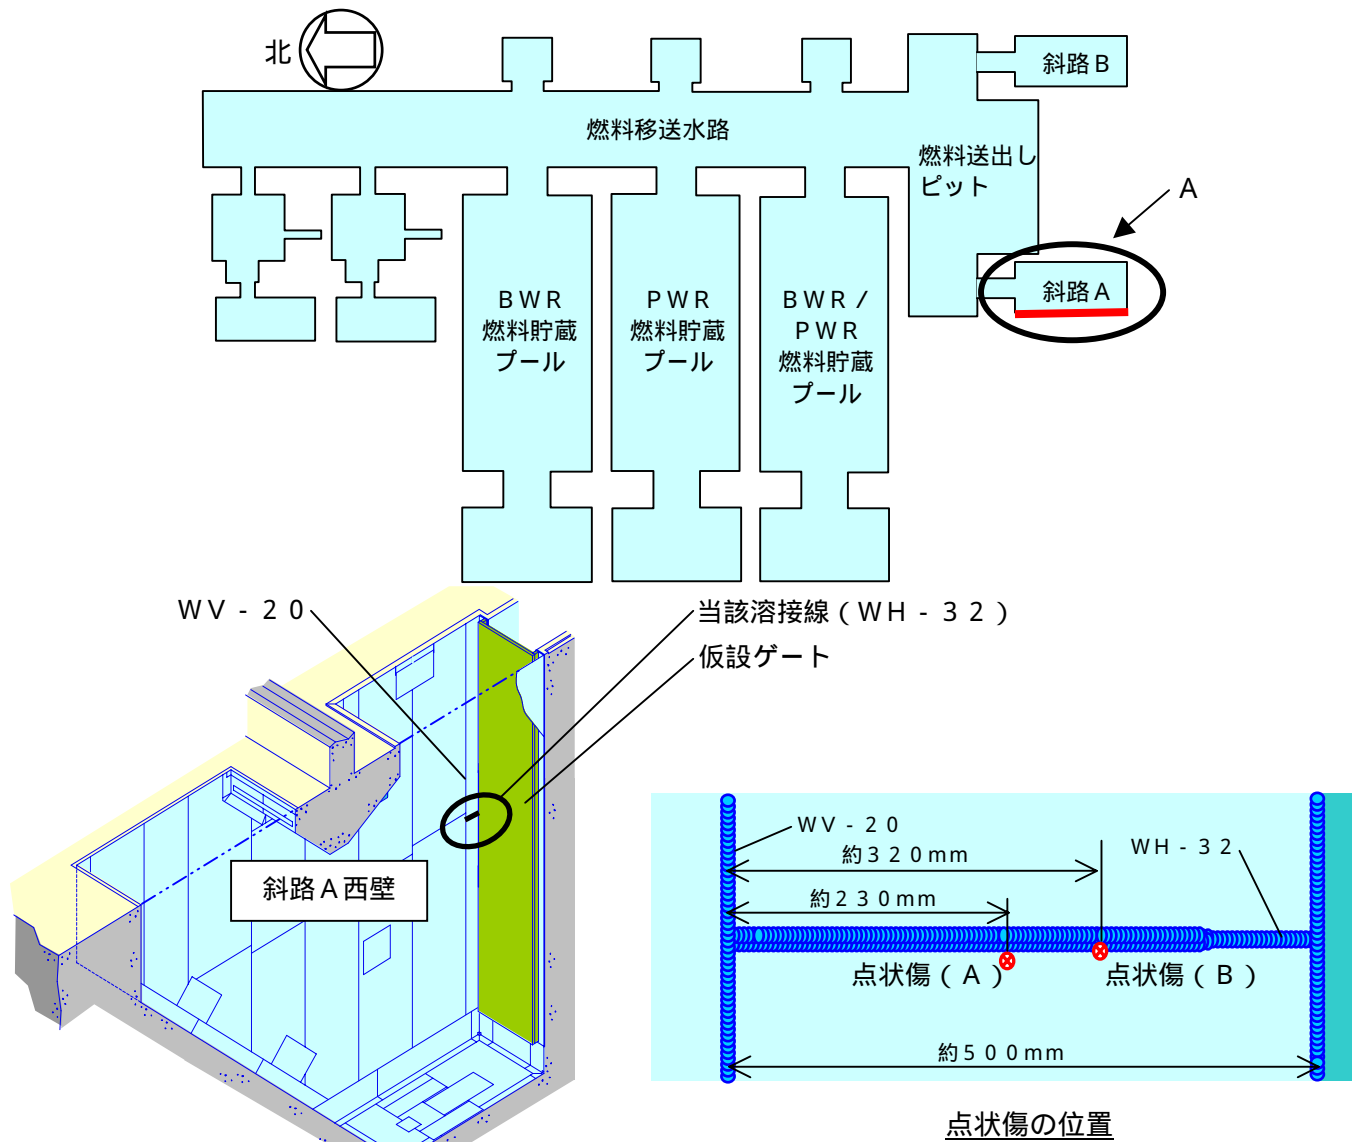 北
斜路B
燃料移送水路
燃料送出し
ピット
A
BWR
燃料貯蔵
プール
PWR
燃料貯蔵
プール
BWR/
PWR
燃料貯蔵
プール
斜路A
WV-20
当該溶接線(WH-32)
仮設ゲート
斜路A西壁
WV-20
約320mm
WH-32
約230mm
点状傷(A)
点状傷(B)
約500mm
点状傷の位置